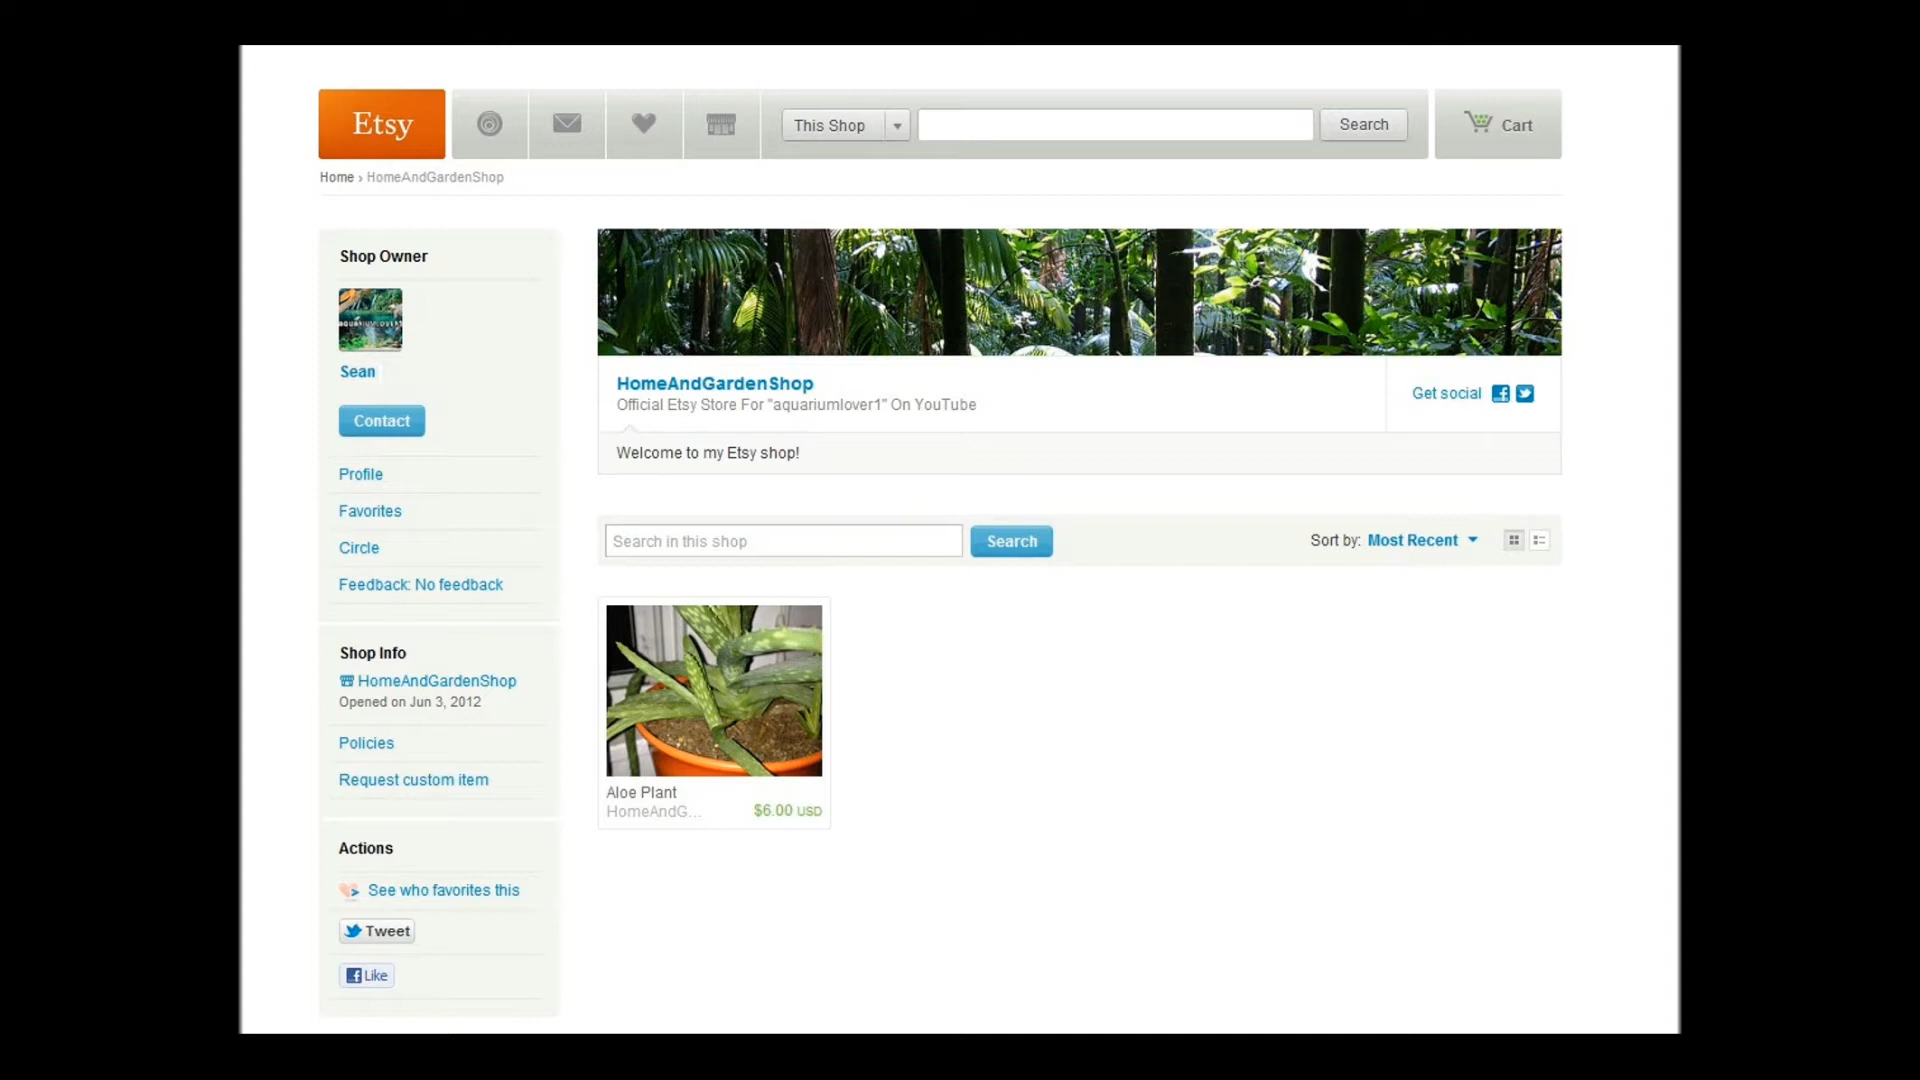 Etsy
This Shop
Search
Cart
Home › HomeAndGardenShop
Shop Owner
AQUARIUMLOVER1
Sean
Contact
Profile
Favorites
Circle
Feedback: No feedback
Shop Info
HomeAndGardenShop
Opened on Jun 3, 2012
Policies
Request custom item
Actions
See who favorites this
Tweet
Like
HomeAndGardenShop
Official Etsy Store For "aquariumlover1" On YouTube
Get social
Welcome to my Etsy shop!
Search in this shop
Search
Sort by: Most Recent
Aloe Plant
HomeAndG...
$6.00 USD